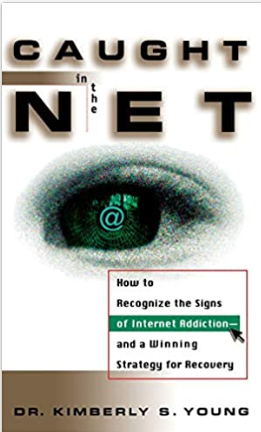 CAUGHT
in the
NET
@
How to
Recognize the Signs
of Internet Addiction—
and a Winning
Strategy for Recovery
DR. KIMBERLY S. YOUNG